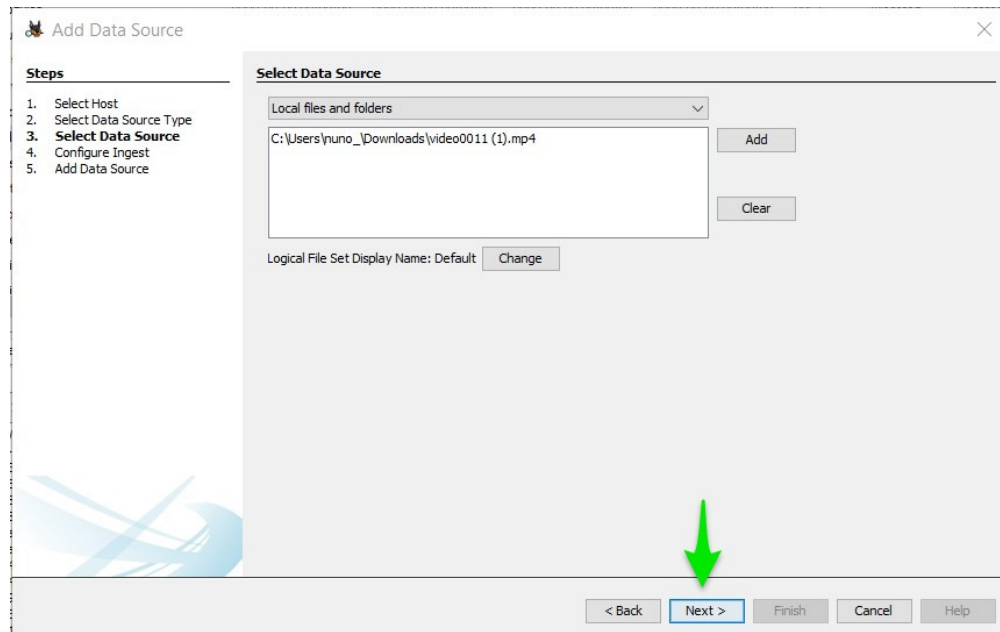 Add Data Source
Steps
1. Select Host
2. Select Data Source Type
3. Select Data Source
4. Configure Ingest
5. Add Data Source
Select Data Source
Local files and folders
C:\Users\nuno_\Downloads\video0011 (1).mp4
Add
Clear
Logical File Set Display Name: Default Change
< Back Next > Finish Cancel Help